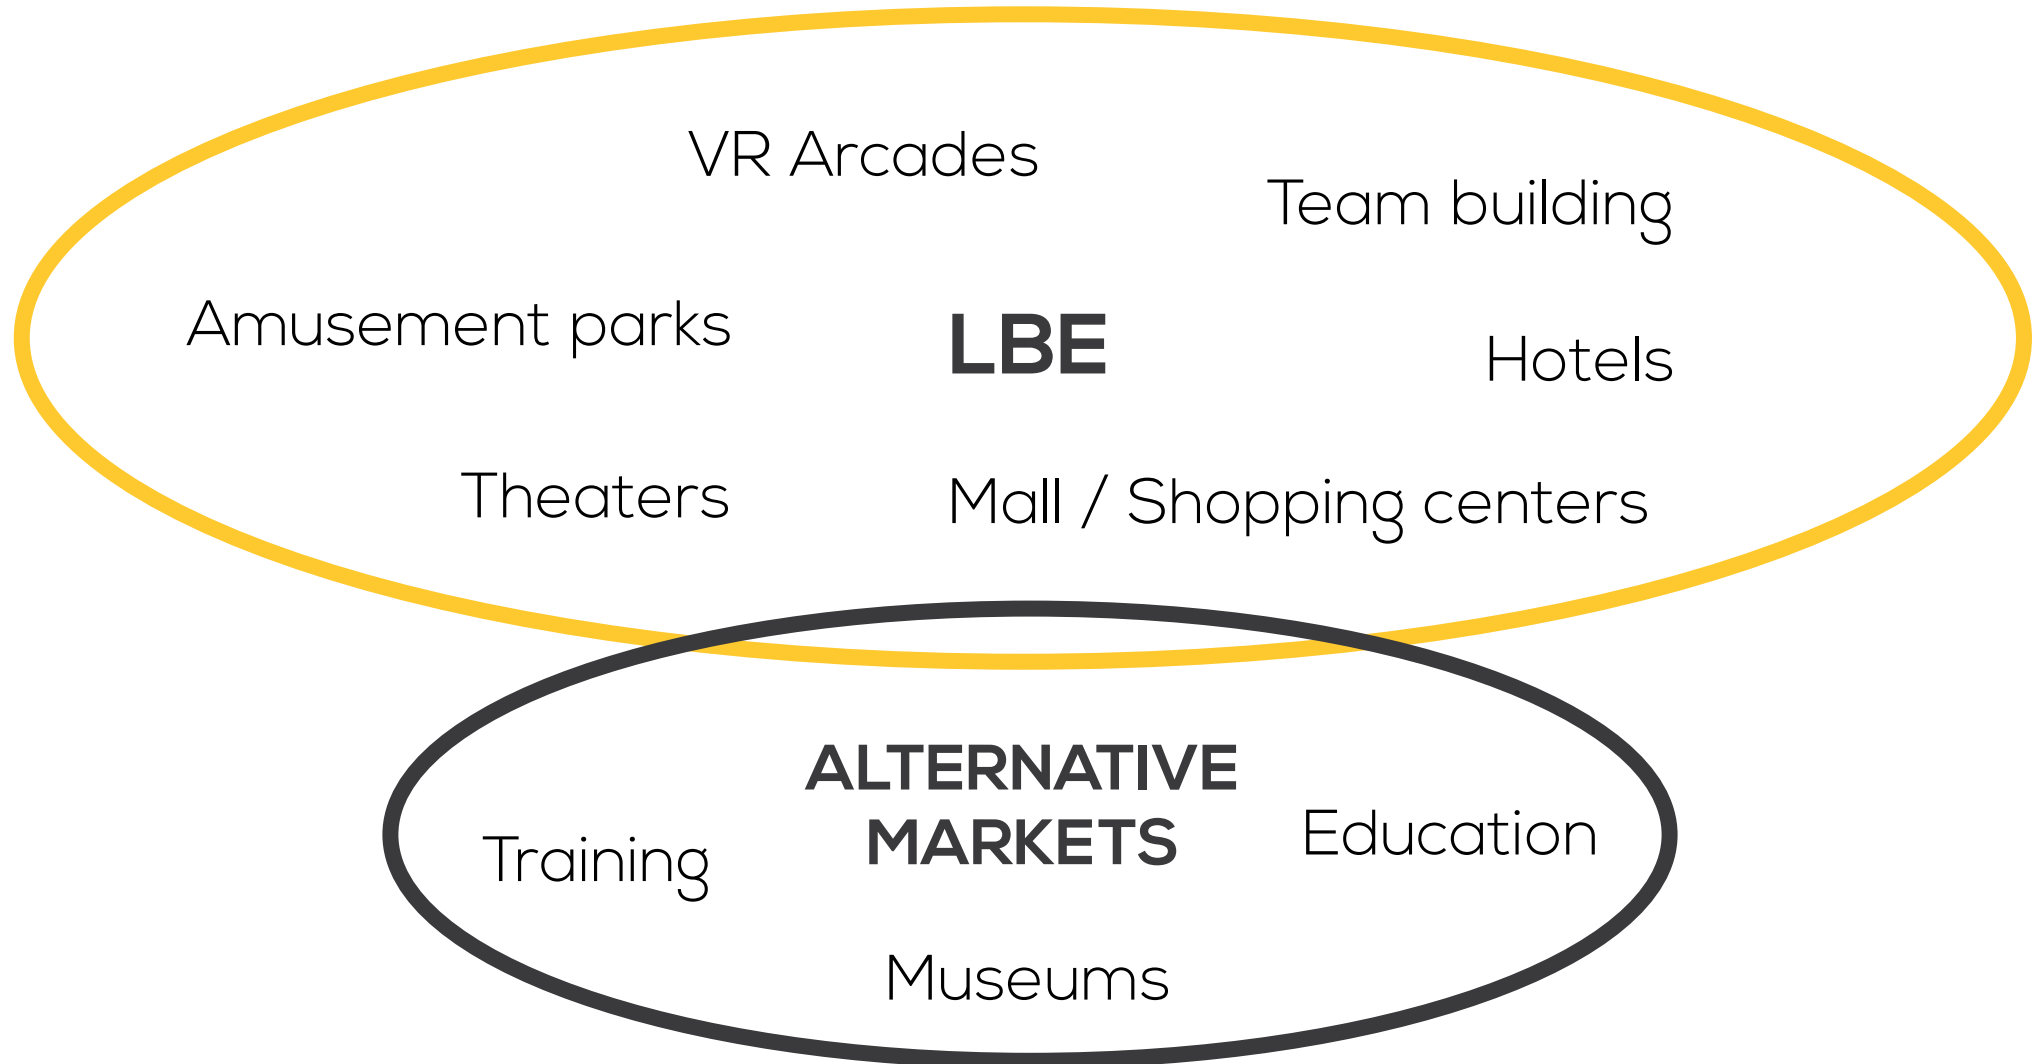 VR Arcades
Team building
Amusement parks
LBE
Hotels
Theaters
Mall / Shopping centers
ALTERNATIVE
MARKETS
Training
Education
Museums